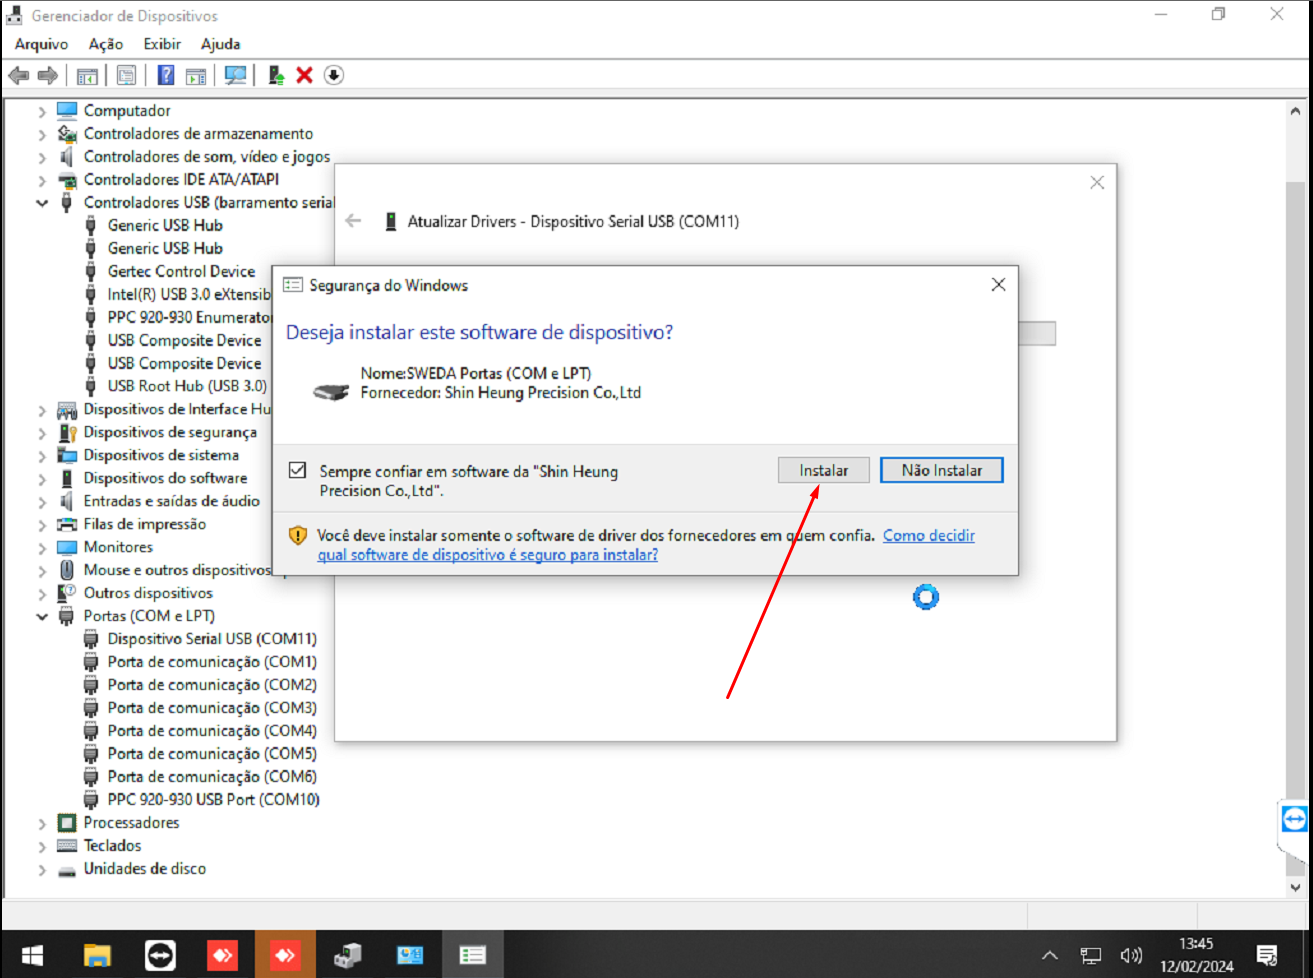 Gerenciador de Dispositivos
Arquivo Ação Exibir Ajuda
Computador
Controladores de armazenamento
Controladores de som, vídeo e jogos
Controladores IDE ATA/ATAPI
Controladores USB (barramento serial
Generic USB Hub
Generic USB Hub
Gertec Control Device
Intel(R) USB 3.0 eXtensib
PPC 920-930 Enumerator
USB Composite Device
USB Composite Device
USB Root Hub (USB 3.0)
Dispositivos de Interface Hu
Dispositivos de segurança
Dispositivos de sistema
Dispositivos do software
Entradas e saídas de áudio
Filas de impressão
Monitores
Mouse e outros dispositivos
Outros dispositivos
Portas (COM e LPT)
Dispositivo Serial USB (COM11)
Porta de comunicação (COM1)
Porta de comunicação (COM2)
Porta de comunicação (COM3)
Porta de comunicação (COM4)
Porta de comunicação (COM5)
Porta de comunicação (COM6)
PPC 920-930 USB Port (COM10)
Processadores
Teclados
Unidades de disco
Atualizar Drivers - Dispositivo Serial USB (COM11)
Segurança do Windows
Deseja instalar este software de dispositivo?
Nome:SWEDA Portas (COM e LPT)
Fornecedor: Shin Heung Precision Co.,Ltd
Sempre confiar em software da "Shin Heung
Precision Co.,Ltd".
Instalar Não Instalar
Você deve instalar somente o software de driver dos fornecedores em quem confia. Como decidir
qual software de dispositivo é seguro para instalar?
13:45
12/02/2024